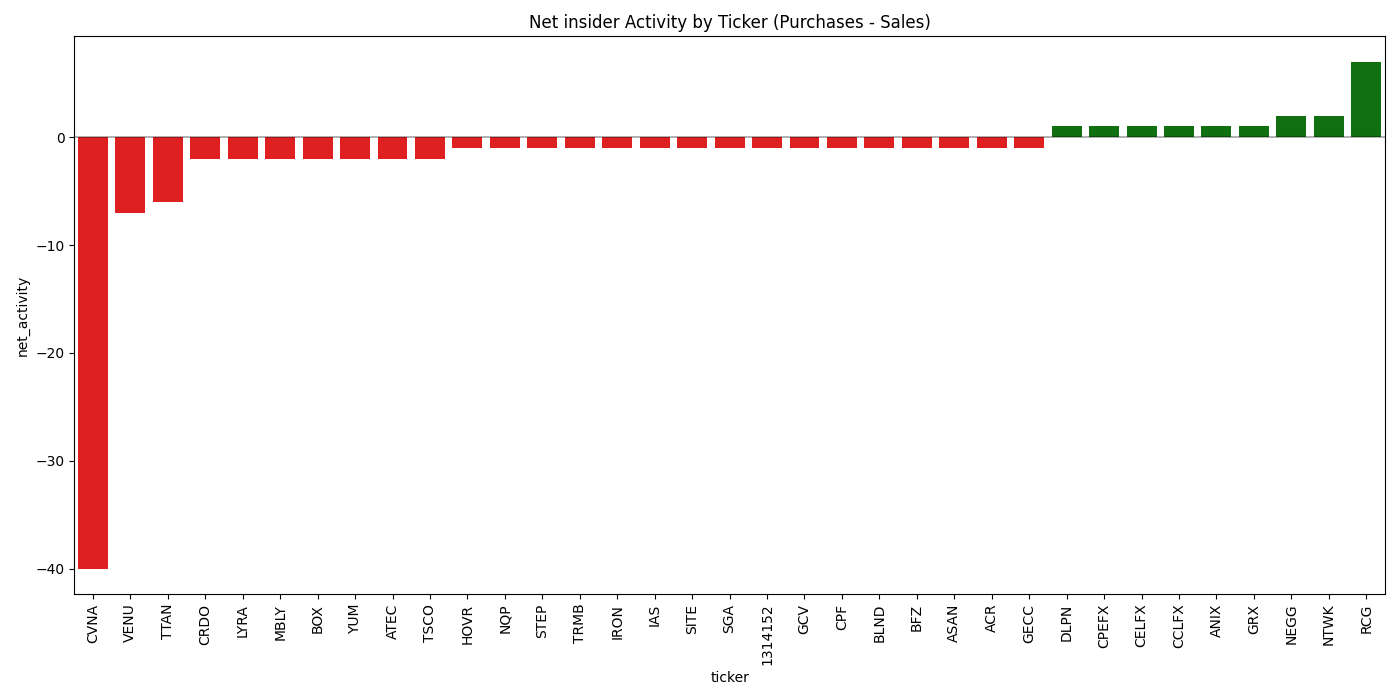 Net insider Activity by Ticker (Purchases - Sales)
net_activity
0
−10
−20
−30
−40
CVNA
VENU
TTAN
CRDO
LYRA
MBLY
BOX
YUM
ATEC
TSCO
HOVR
NQP
STEP
TRMB
IRON
IAS
SITE
SGA
1314152
GCV
CPF
BLND
BFZ
ASAN
ACR
GECC
DLPN
CPEFX
CELFX
CCLFX
ANIX
GRX
NEGG
NTWK
RCG
ticker